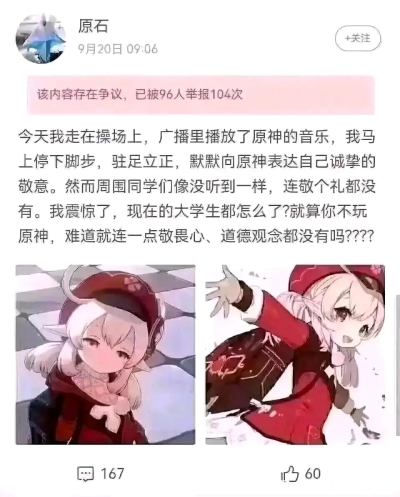 原石
9月20日 09:06
+关注
该内容存在争议，已被96人举报104次
今天我走在操场上，广播里播放了原神的音乐，我马
上停下脚步，驻足立正，默默向原神表达自己诚挚的
敬意。然而周围同学们像没听到一样，连敬个礼都没
有。我震惊了，现在的大学生都怎么了?就算你不玩
原神，难道就连一点敬畏心、道德观念都没有吗????
167
60